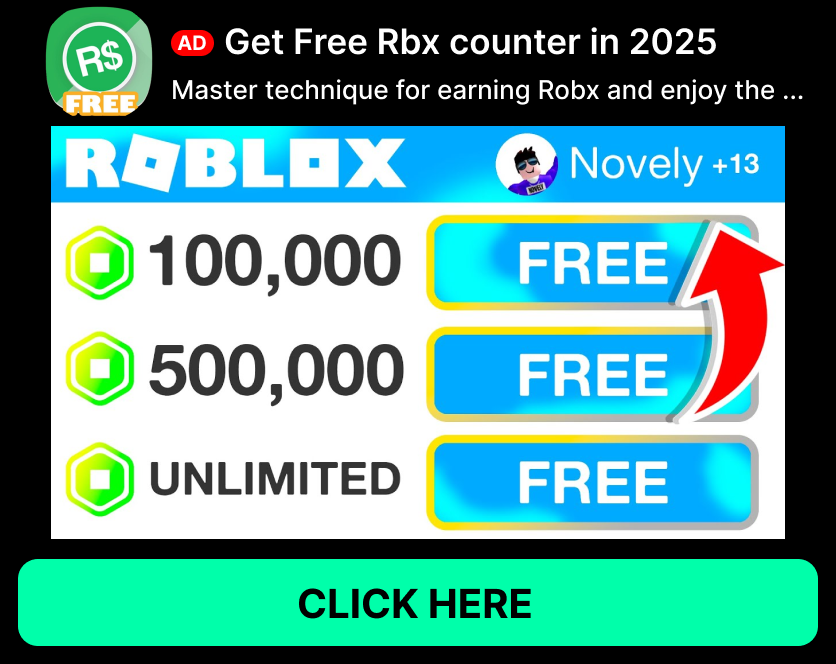 R$
FREE
AD Get Free Rbx counter in 2025
Master technique for earning Robx and enjoy the ...
ROBLOX
NOVELY
Novely +13
100,000 FREE
500,000 FREE
UNLIMITED FREE
CLICK HERE